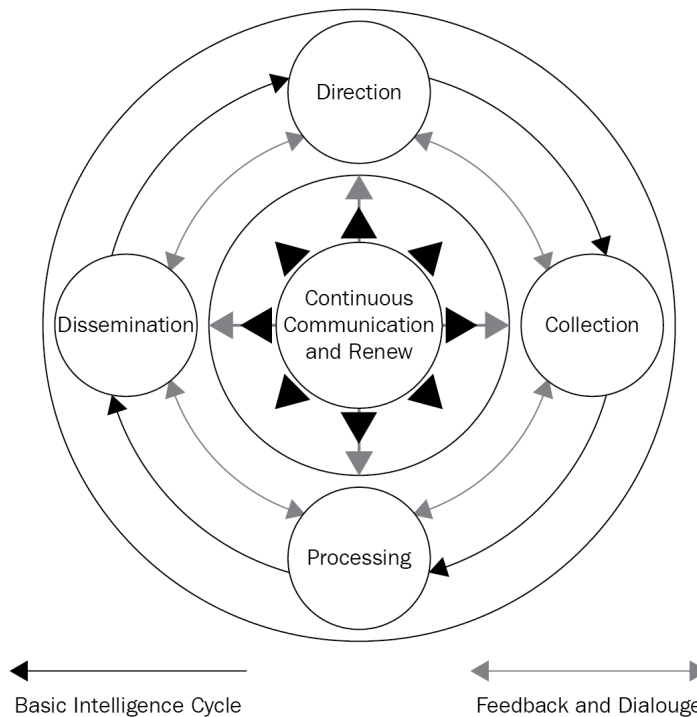 Direction
Dissemination
Continuous
Communication
and Renew
Collection
Processing
Basic Intelligence Cycle
Feedback and Dialouge